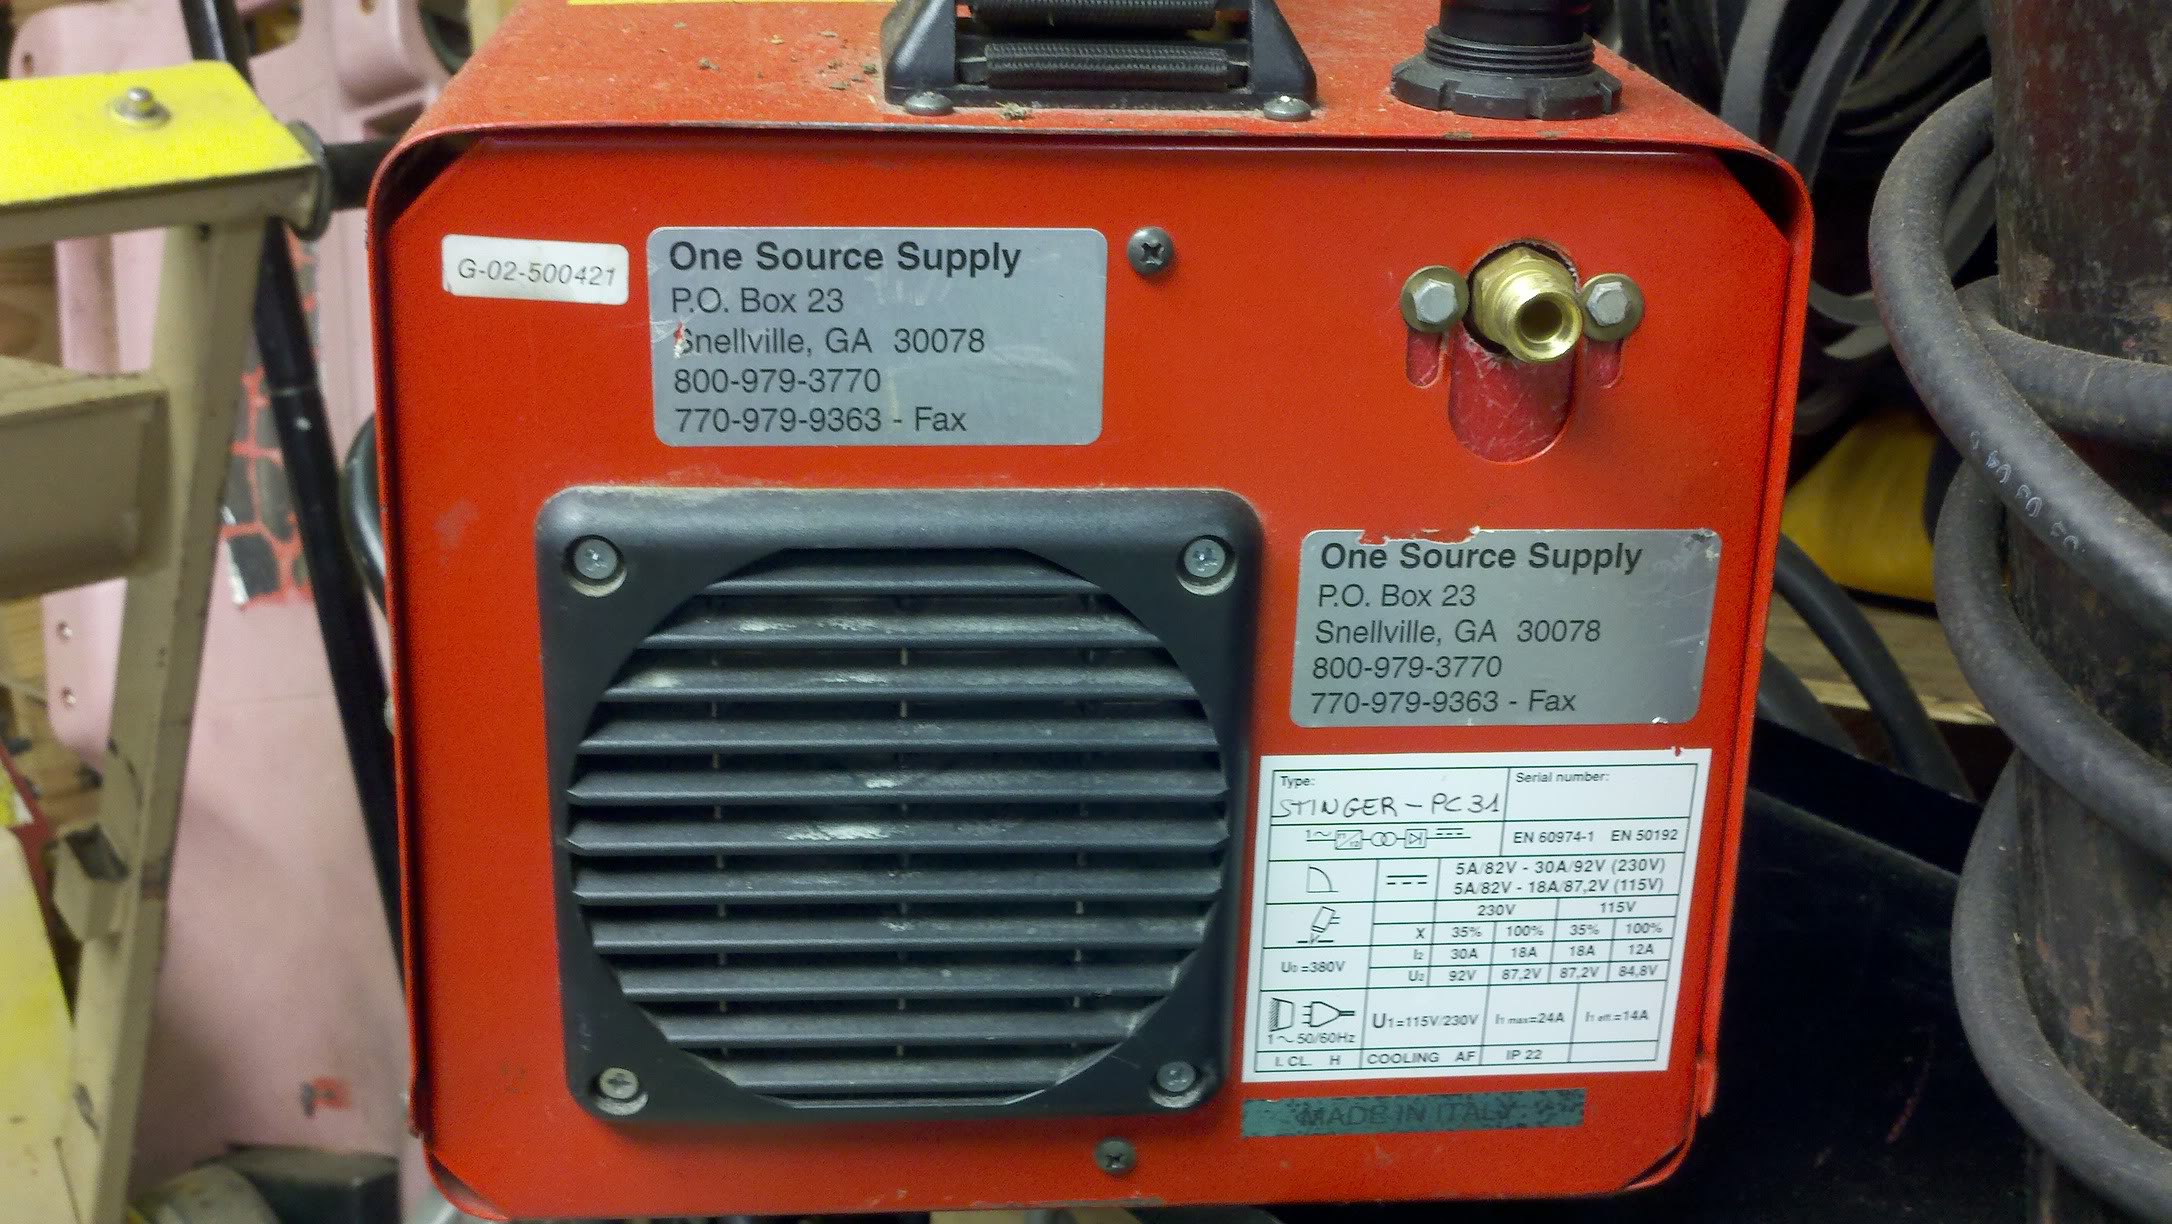 G-02-500421
One Source Supply
P.O. Box 23
Snellville, GA 30078
800-979-3770
770-979-9363 - Fax
One Source Supply
P.O. Box 23
Snellville, GA 30078
800-979-3770
770-979-9363 - Fax
Type: Serial number:
STINGER - PC31
1~ EN 60974-1 EN 50192
5A/82V - 30A/92V (230V)
5A/82V - 18A/87,2V (115V)
230V 115V
X 35% 100% 35% 100%
I2 30A 18A 18A 12A
U0 =380V
U2 92V 87,2V 87,2V 84,8V
U1=115V/230V I1 max=24A I1 eff.=14A
1~50/60Hz
I. CL. H COOLING AF IP 22
MADE IN ITALY